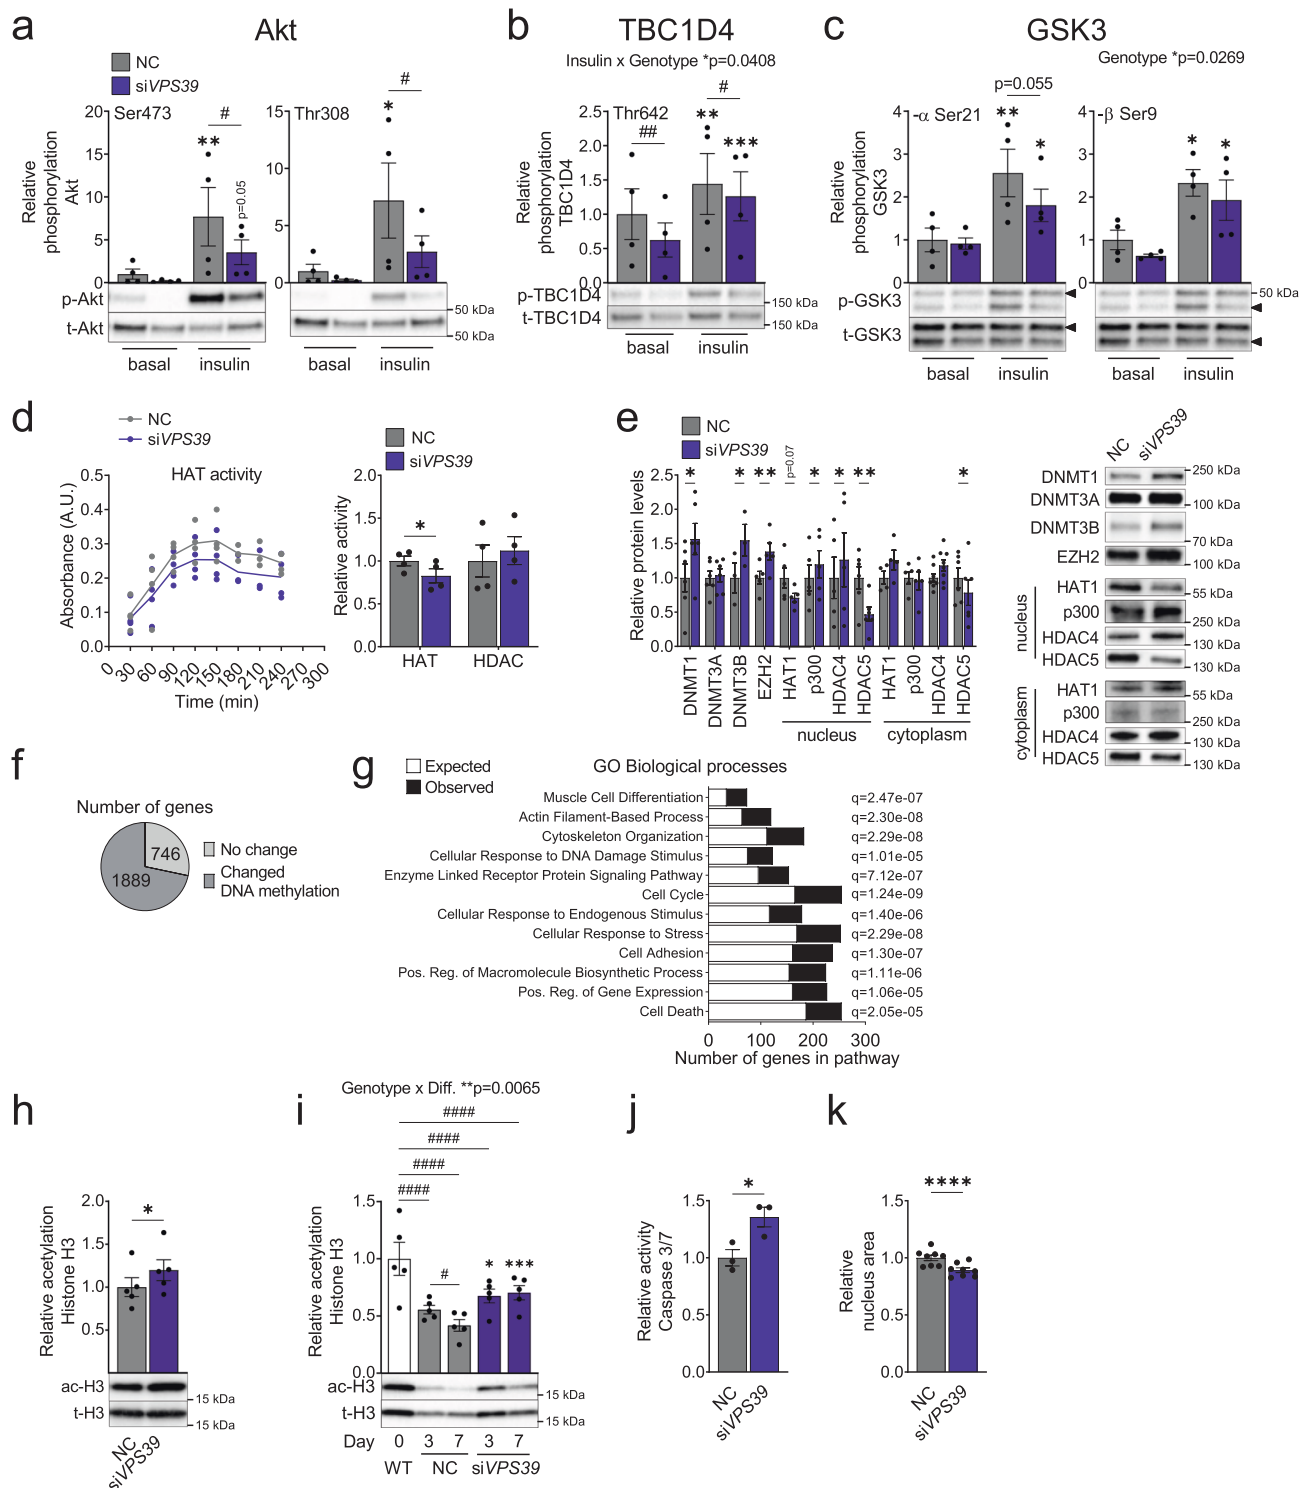 a
Akt
NC
siVPS39
Relative
phosphorylation
Akt
Ser473
20
15
10
5
0
**
#
p=0.05
Thr308
15
10
5
0
*
#
p-Akt
t-Akt
50 kDa
50 kDa
basal
insulin
basal
insulin
b
TBC1D4
Insulin x Genotype *p=0.0408
Relative
phosphorylation
TBC1D4
Thr642
2.5
2.0
1.5
1.0
0.5
0.0
##
**
#
***
p-TBC1D4
150 kDa
t-TBC1D4
150 kDa
basal
insulin
c
GSK3
Genotype *p=0.0269
Relative
phosphorylation
GSK3
-α Ser21
4
3
2
1
0
p=0.055
**
*
-β Ser9
4
3
2
1
0
*
*
p-GSK3
50 kDa
t-GSK3
basal
insulin
basal
insulin
d
NC
siVPS39
HAT activity
Absorbance (A.U.)
0.5
0.4
0.3
0.2
0.1
0.0
0
30
60
90
120
150
180
210
240
270
300
Time (min)
NC
siVPS39
Relative activity
2.0
1.5
1.0
0.5
0.0
*
HAT
HDAC
e
NC
siVPS39
Relative protein levels
2.5
2.0
1.5
1.0
0.5
0.0
*
*
**
p=0.07
*
*
**
*
DNMT1
DNMT3A
DNMT3B
EZH2
HAT1
p300
HDAC4
HDAC5
HAT1
p300
HDAC4
HDAC5
nucleus
cytoplasm
NC
siVPS39
DNMT1
250 kDa
DNMT3A
100 kDa
DNMT3B
70 kDa
EZH2
100 kDa
nucleus
HAT1
55 kDa
p300
250 kDa
HDAC4
130 kDa
HDAC5
130 kDa
cytoplasm
HAT1
55 kDa
p300
250 kDa
HDAC4
130 kDa
HDAC5
130 kDa
f
Number of genes
746
1889
No change
Changed
DNA methylation
g
Expected
Observed
GO Biological processes
Muscle Cell Differentiation
q=2.47e-07
Actin Filament-Based Process
q=2.30e-08
Cytoskeleton Organization
q=2.29e-08
Cellular Response to DNA Damage Stimulus
q=1.01e-05
Enzyme Linked Receptor Protein Signaling Pathway
q=7.12e-07
Cell Cycle
q=1.24e-09
Cellular Response to Endogenous Stimulus
q=1.40e-06
Cellular Response to Stress
q=2.29e-08
Cell Adhesion
q=1.30e-07
Pos. Reg. of Macromolecule Biosynthetic Process
q=1.11e-06
Pos. Reg. of Gene Expression
q=1.06e-05
Cell Death
q=2.05e-05
0
100
200
300
Number of genes in pathway
h
Relative acetylation
Histone H3
2.0
1.5
1.0
0.5
*
ac-H3
15 kDa
t-H3
15 kDa
NC
siVPS39
i
Genotype x Diff. **p=0.0065
####
####
####
####
Relative acetylation
Histone H3
1.5
1.0
0.5
0.0
#
*
***
ac-H3
15 kDa
t-H3
15 kDa
Day
0
3
7
3
7
WT
NC
siVPS39
j
Relative activity
Caspase 3/7
1.5
1.0
0.5
0.0
*
NC
siVPS39
k
Relative
nucleus area
1.5
1.0
0.5
0.0
****
NC
siVPS39